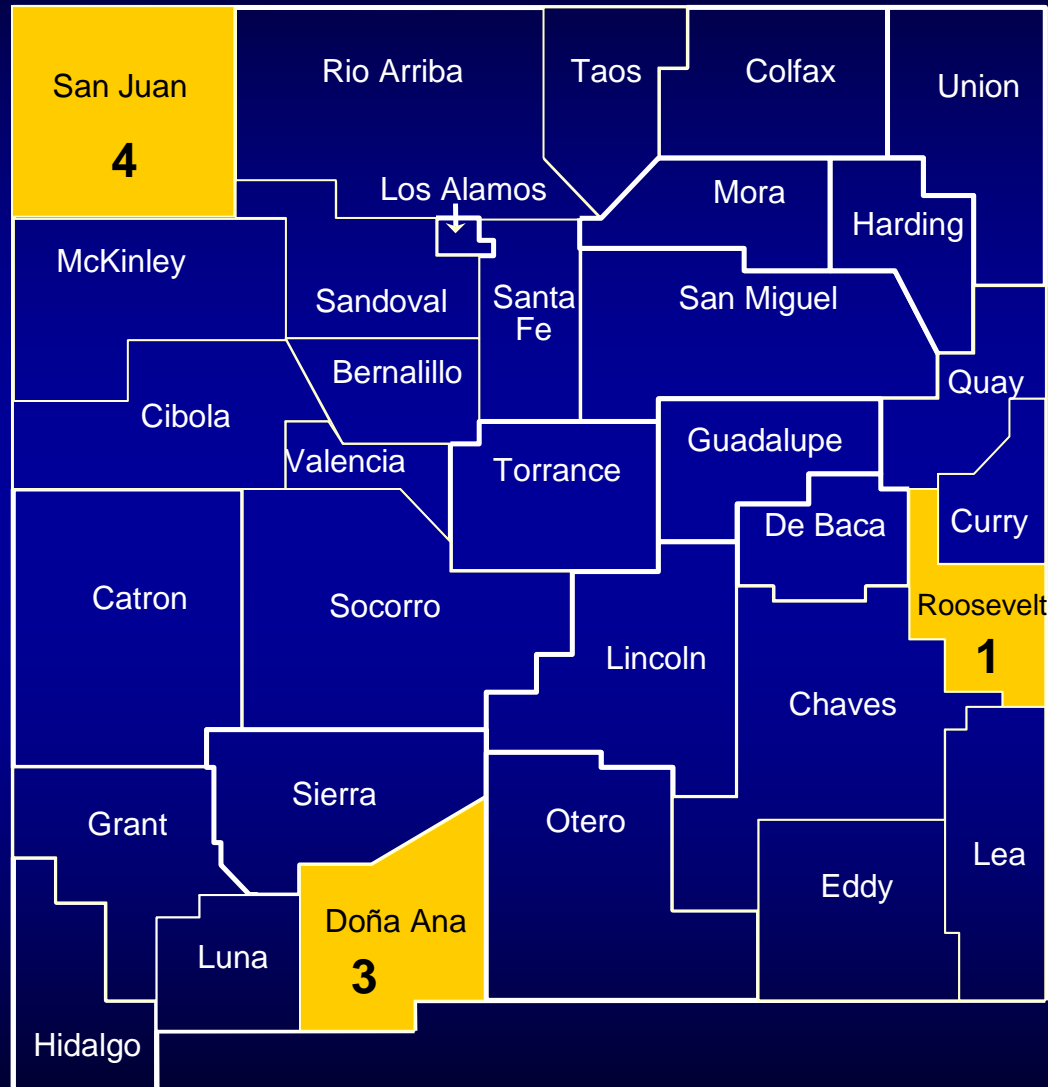 San Juan
4
Rio Arriba
Taos
Colfax
Union
Los Alamos
Mora
Harding
McKinley
Sandoval
Santa
Fe
San Miguel
Bernalillo
Quay
Cibola
Valencia
Torrance
Guadalupe
De Baca
Curry
Catron
Socorro
Roosevelt
1
Lincoln
Chaves
Sierra
Grant
Otero
Lea
Eddy
Doña Ana
3
Luna
Hidalgo